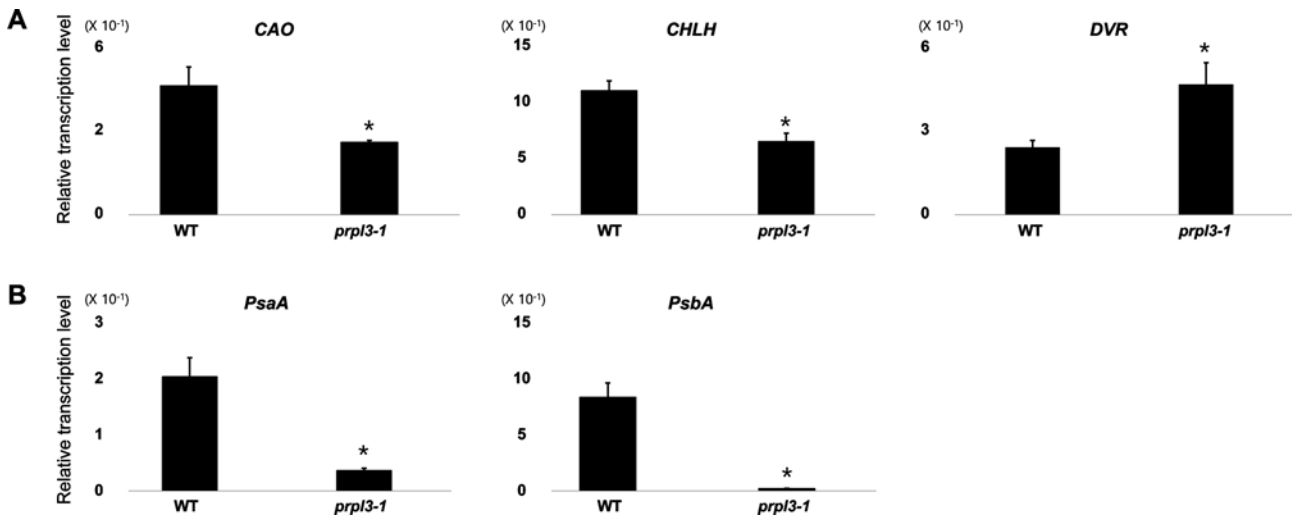 A
Relative transcription level
(X 10⁻¹)
CAO
6
2
0
WT
prpl3-1
*
(X 10⁻¹)
CHLH
15
10
5
0
WT
prpl3-1
*
(X 10⁻¹)
DVR
6
3
0
WT
prpl3-1
*
B
Relative transcription level
(X 10⁻¹)
PsaA
3
2
1
0
WT
prpl3-1
*
(X 10⁻¹)
PsbA
15
10
5
0
WT
prpl3-1
*